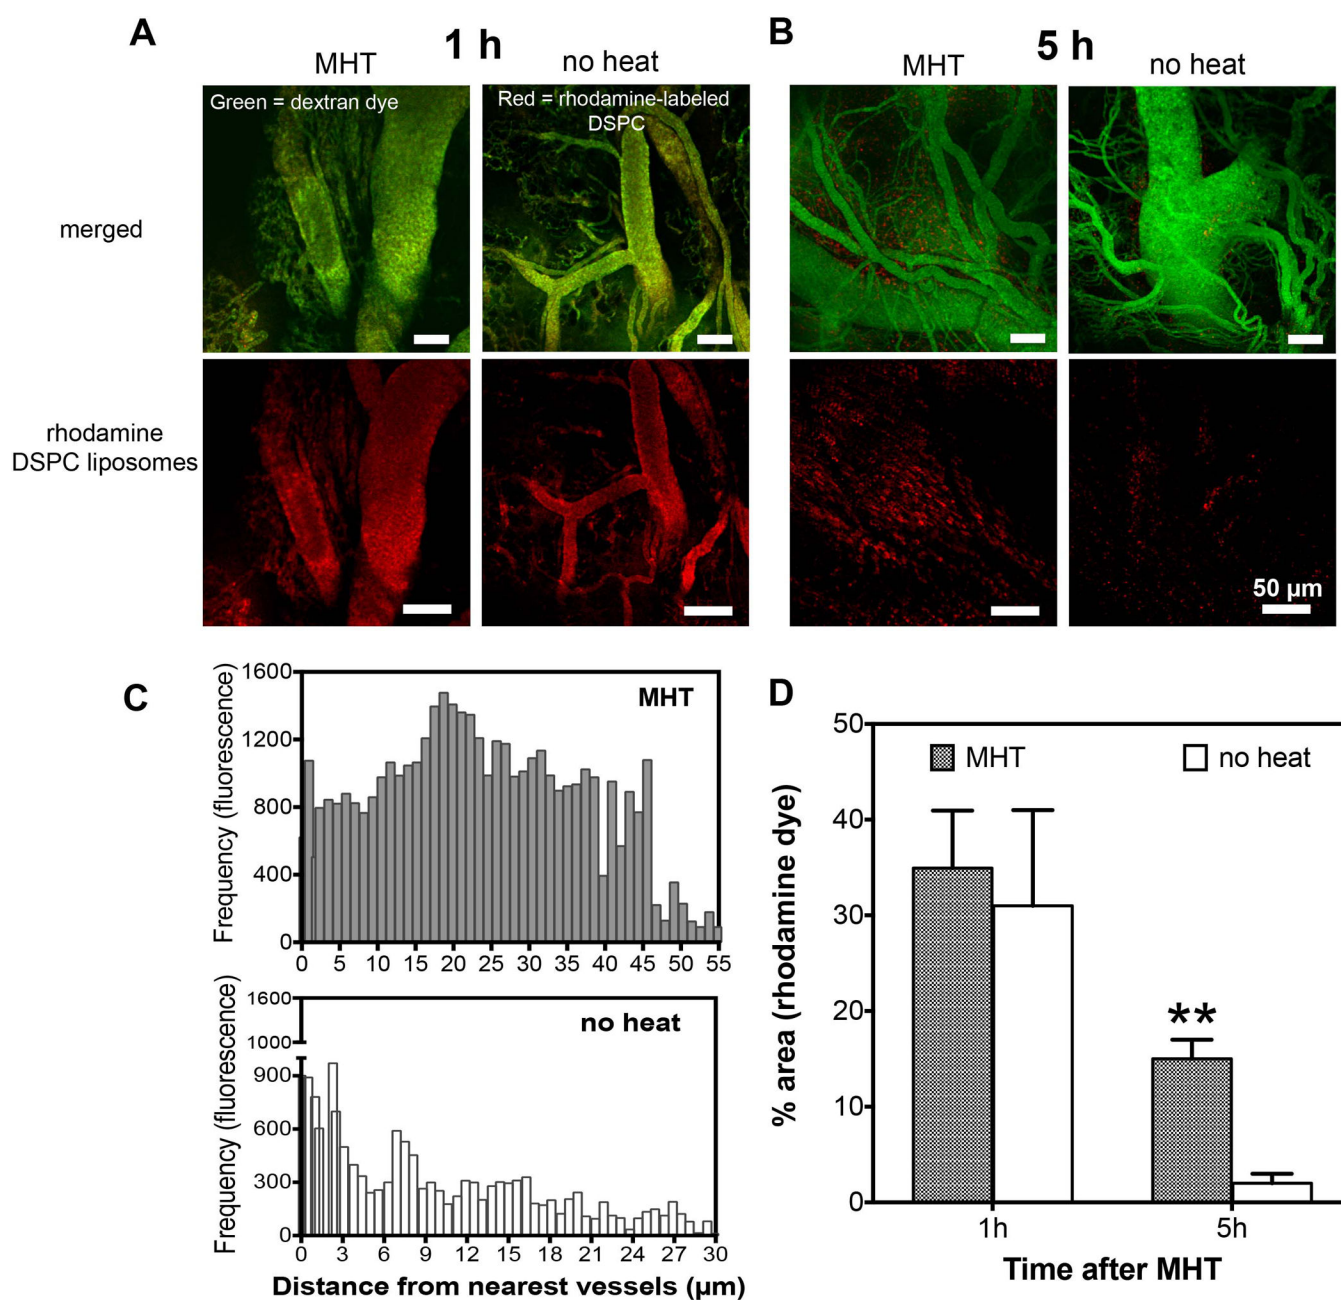 A
1 h
MHT
no heat
B
5 h
MHT
no heat
Green = dextran dye
Red = rhodamine-labeled
DSPC
merged
rhodamine
DSPC liposomes
50 µm
C
Frequency (fluorescence)
1600
1200
800
400
0
MHT
0 5 10 15 20 25 30 35 40 45 50 55
Frequency (fluorescence)
1600
1000
900
600
300
0
no heat
0 3 6 9 12 15 18 21 24 27 30
Distance from nearest vessels (µm)
D
% area (rhodamine dye)
50
40
30
20
10
0
MHT
no heat
**
1h 5h
Time after MHT